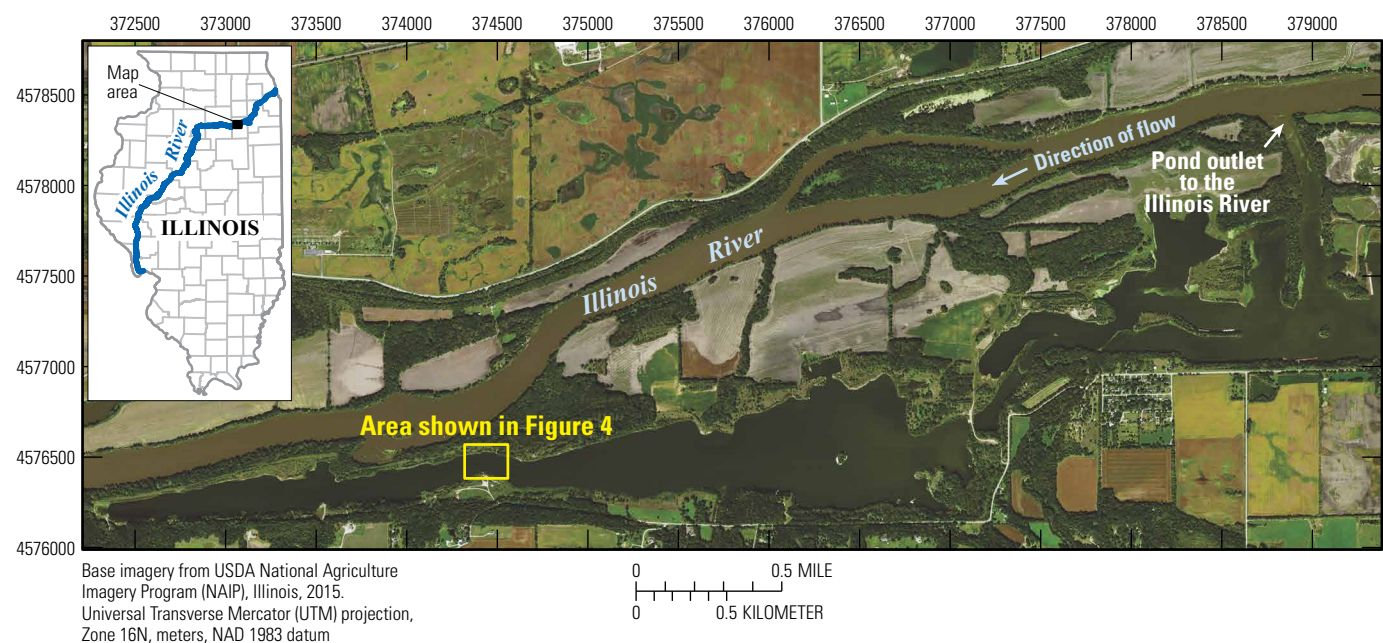 372500 373000 373500 374000 374500 375000 375500 376000 376500 377000 377500 378000 378500 379000
4578500
4578000
4577500
4577000
4576500
4576000
Map
area
Illinois River
ILLINOIS
Direction of flow
Pond outlet
to the
Illinois River
Illinois River
Area shown in Figure 4
Base imagery from USDA National Agriculture
Imagery Program (NAIP), Illinois, 2015.
Universal Transverse Mercator (UTM) projection,
Zone 16N, meters, NAD 1983 datum
0 0.5 MILE
0 0.5 KILOMETER